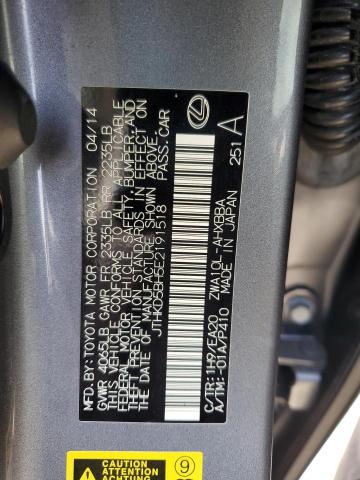 MFD.BY:TOYOTA MOTOR CORPORATION 04/14
GVWR 4065LB GAWR FR 2335LB RR 2235LB
THIS VEHICLE CONFORMS TO ALL APPLICABLE
FEDERAL MOTOR VEHICLE SAFETY, BUMPER, AND
THEFT PREVENTION STANDARDS IN EFFECT ON
THE DATE OF MANUFACTURE SHOWN ABOVE.
JTHKD5BH5E2191518 PASS.CAR
C/TR:1H9/EA20 ZWA10L-AHXBBA
A/TM:-01A/P410 MADE IN JAPAN
251 A
ATTENTION
ACHTUNG
9